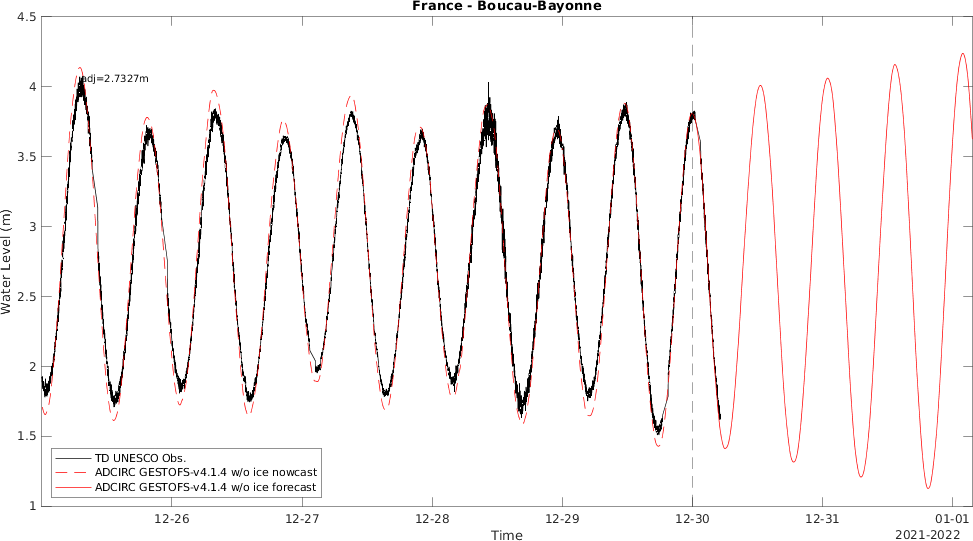 France - Boucau-Bayonne
4.5
4
3.5
3
2.5
2
1.5
1
Water Level (m)
adj=2.7327m
TD UNESCO Obs.
ADCIRC GESTOFS-v4.1.4 w/o ice nowcast
ADCIRC GESTOFS-v4.1.4 w/o ice forecast
12-26
12-27
12-28
12-29
12-30
12-31
01-01
Time
2021-2022